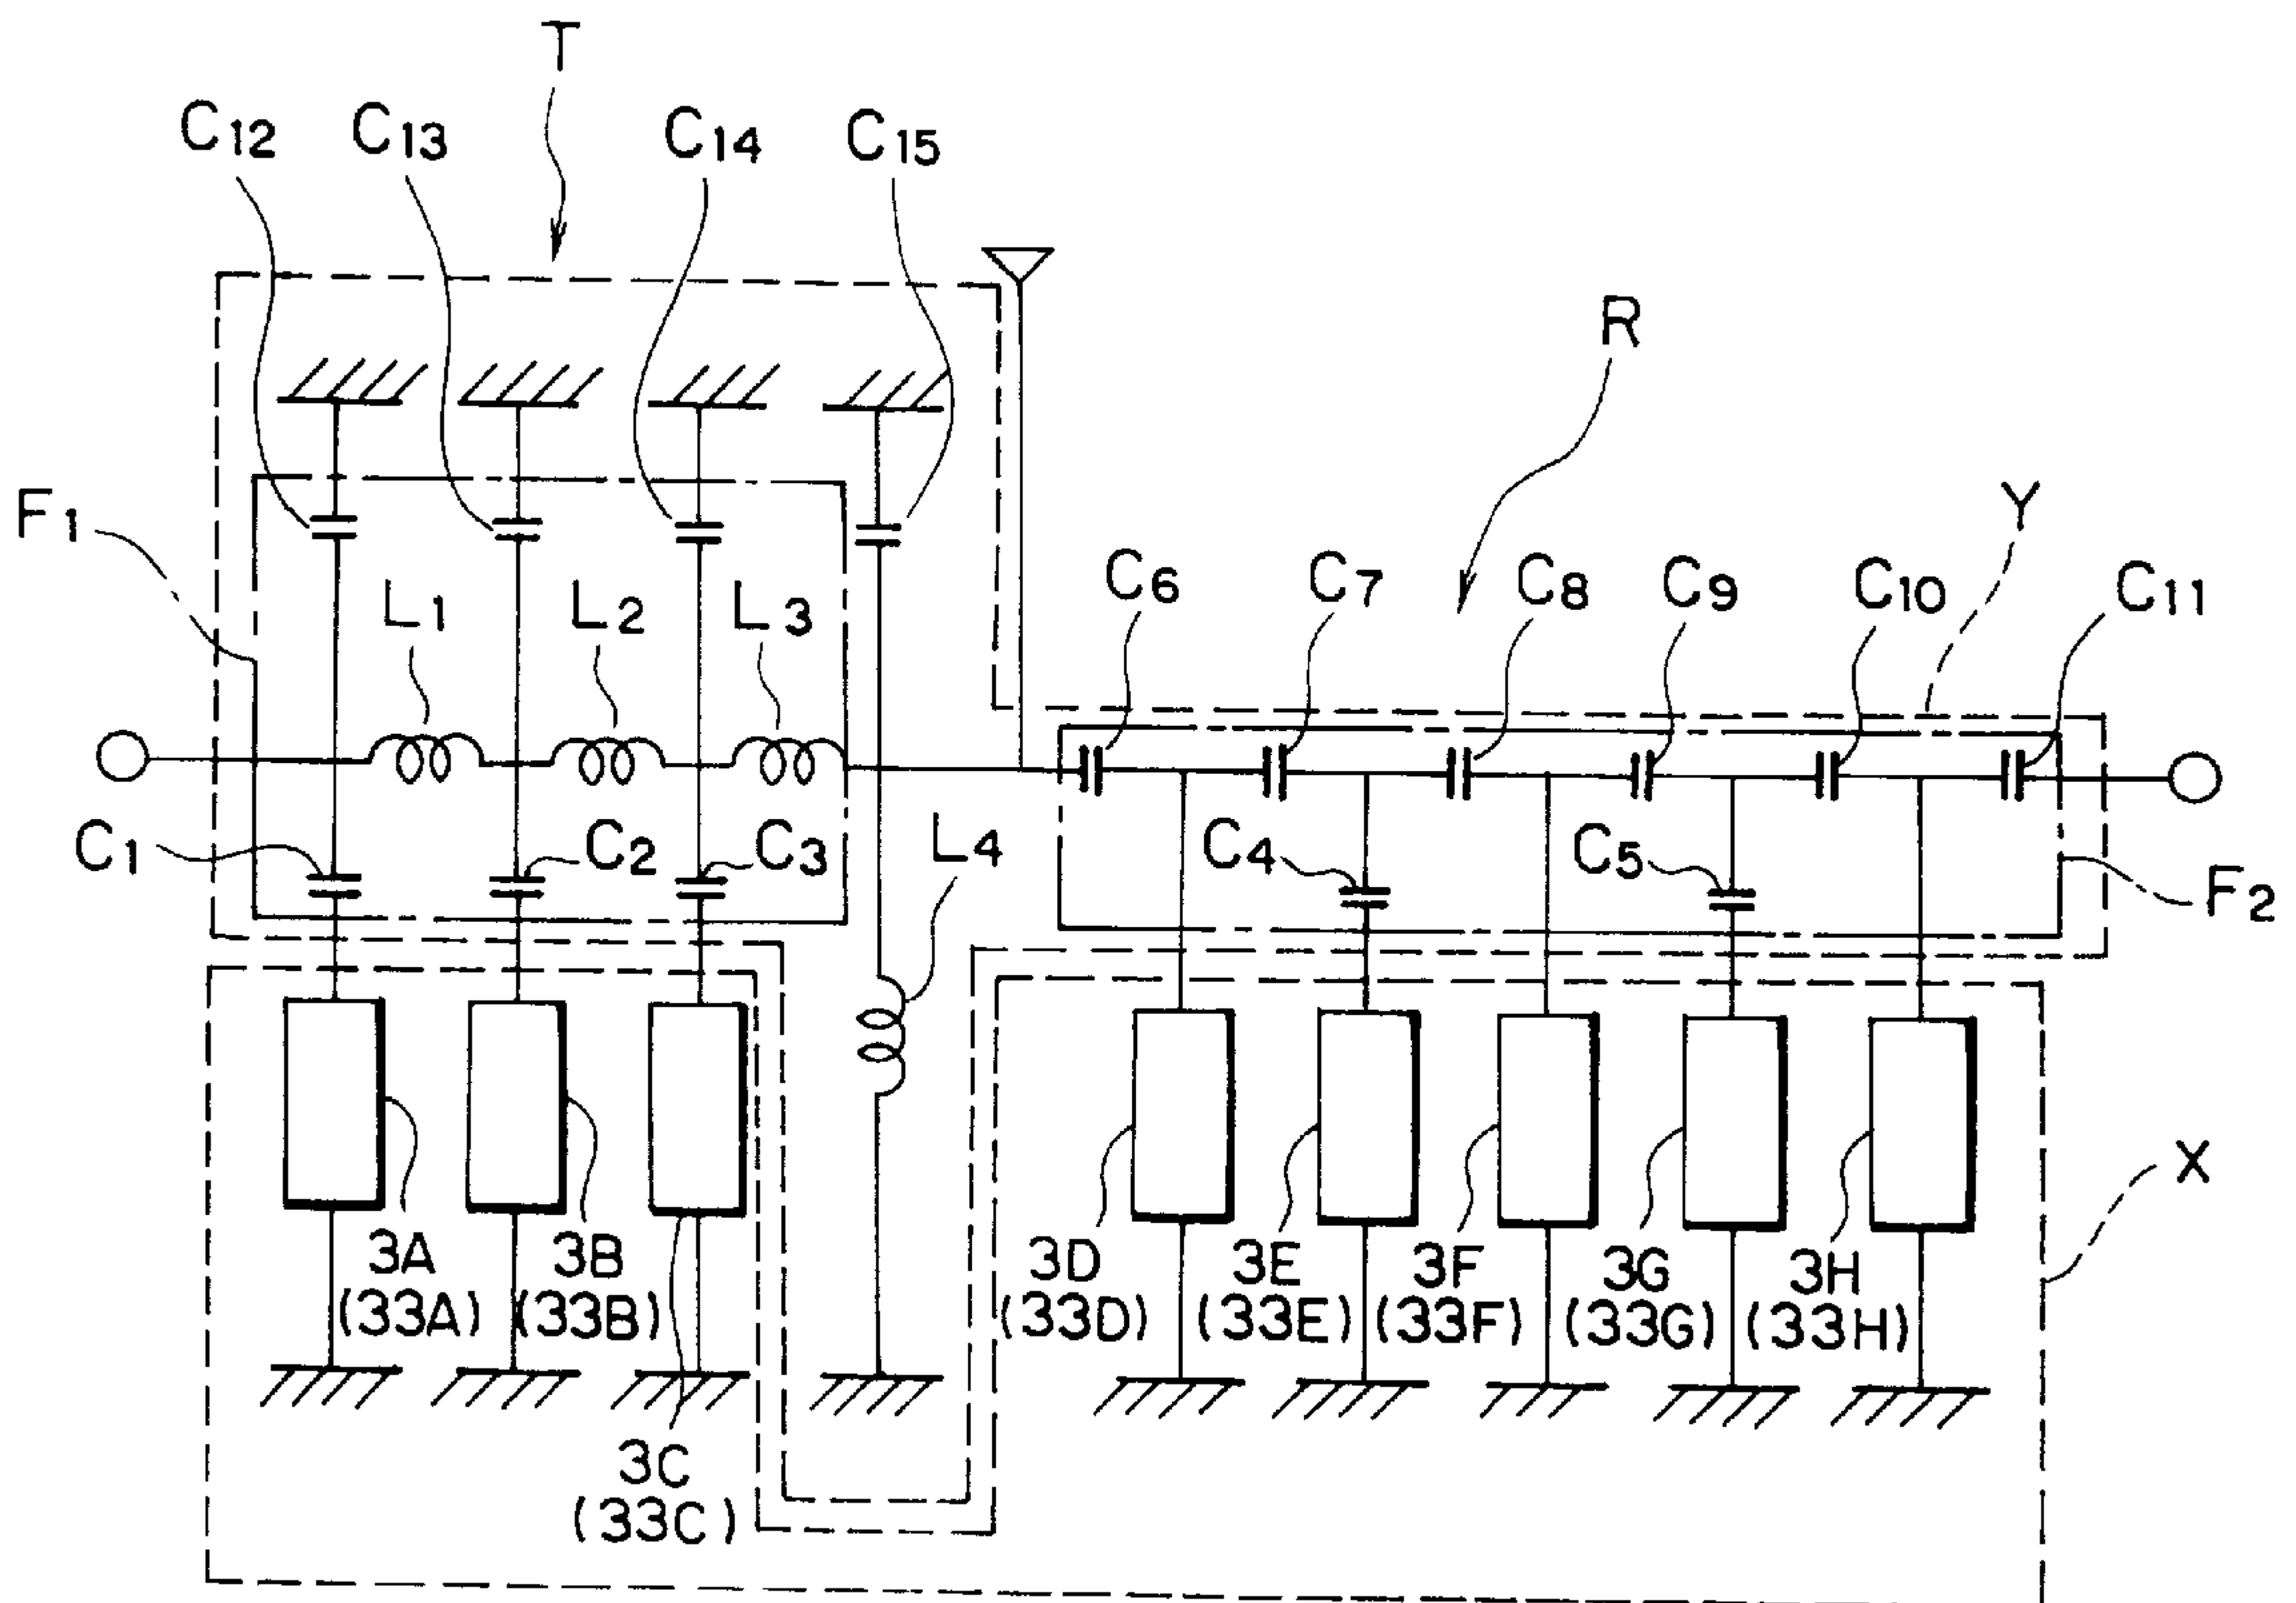 T
C12 C13 C14 C15
R
F1
Y
L1 L2 L3
C6 C7 C8 C9 C10 C11
C1 C2 C3 L4 C4 C5
F2
X
3A 3B 3D 3E 3F 3G 3H
(33A) (33B) (33D) (33E) (33F) (33G) (33H)
3C
(33C)